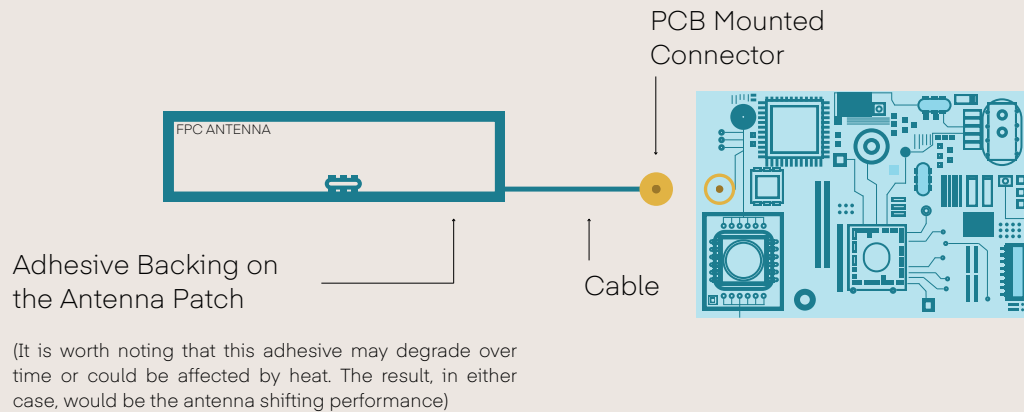 PCB Mounted
Connector
FPC ANTENNA
Adhesive Backing on
the Antenna Patch
Cable
(It is worth noting that this adhesive may degrade over
time or could be affected by heat. The result, in either
case, would be the antenna shifting performance)